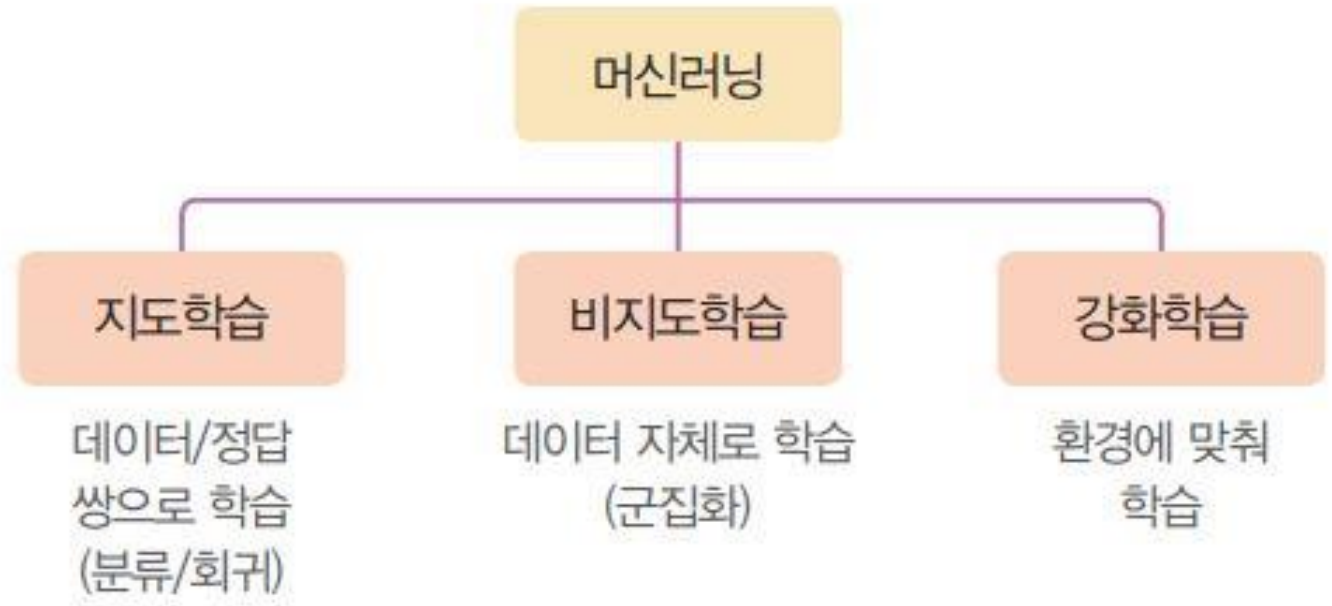 머신러닝
지도학습
비지도학습
강화학습
데이터/정답
쌍으로 학습
(분류/회귀)
데이터 자체로 학습
(군집화)
환경에 맞춰
학습